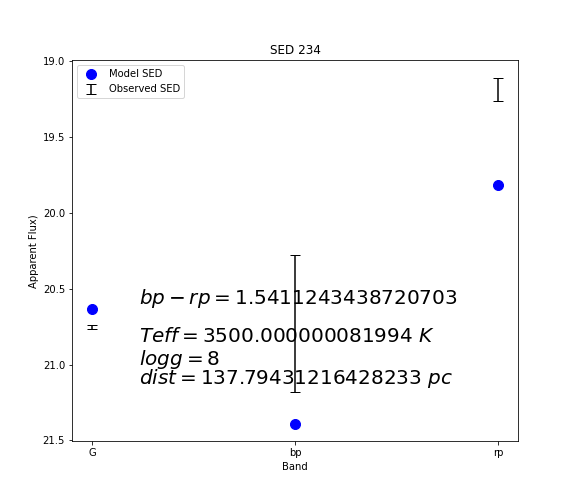 SED 234
Model SED
Observed SED
19.0
19.5
20.0
20.5
21.0
21.5
Apparent Flux)
bp − rp = 1.5411243438720703
Teff = 3500.000000081994 K
logg = 8
dist = 137.79431216428233 pc
G bp rp
Band